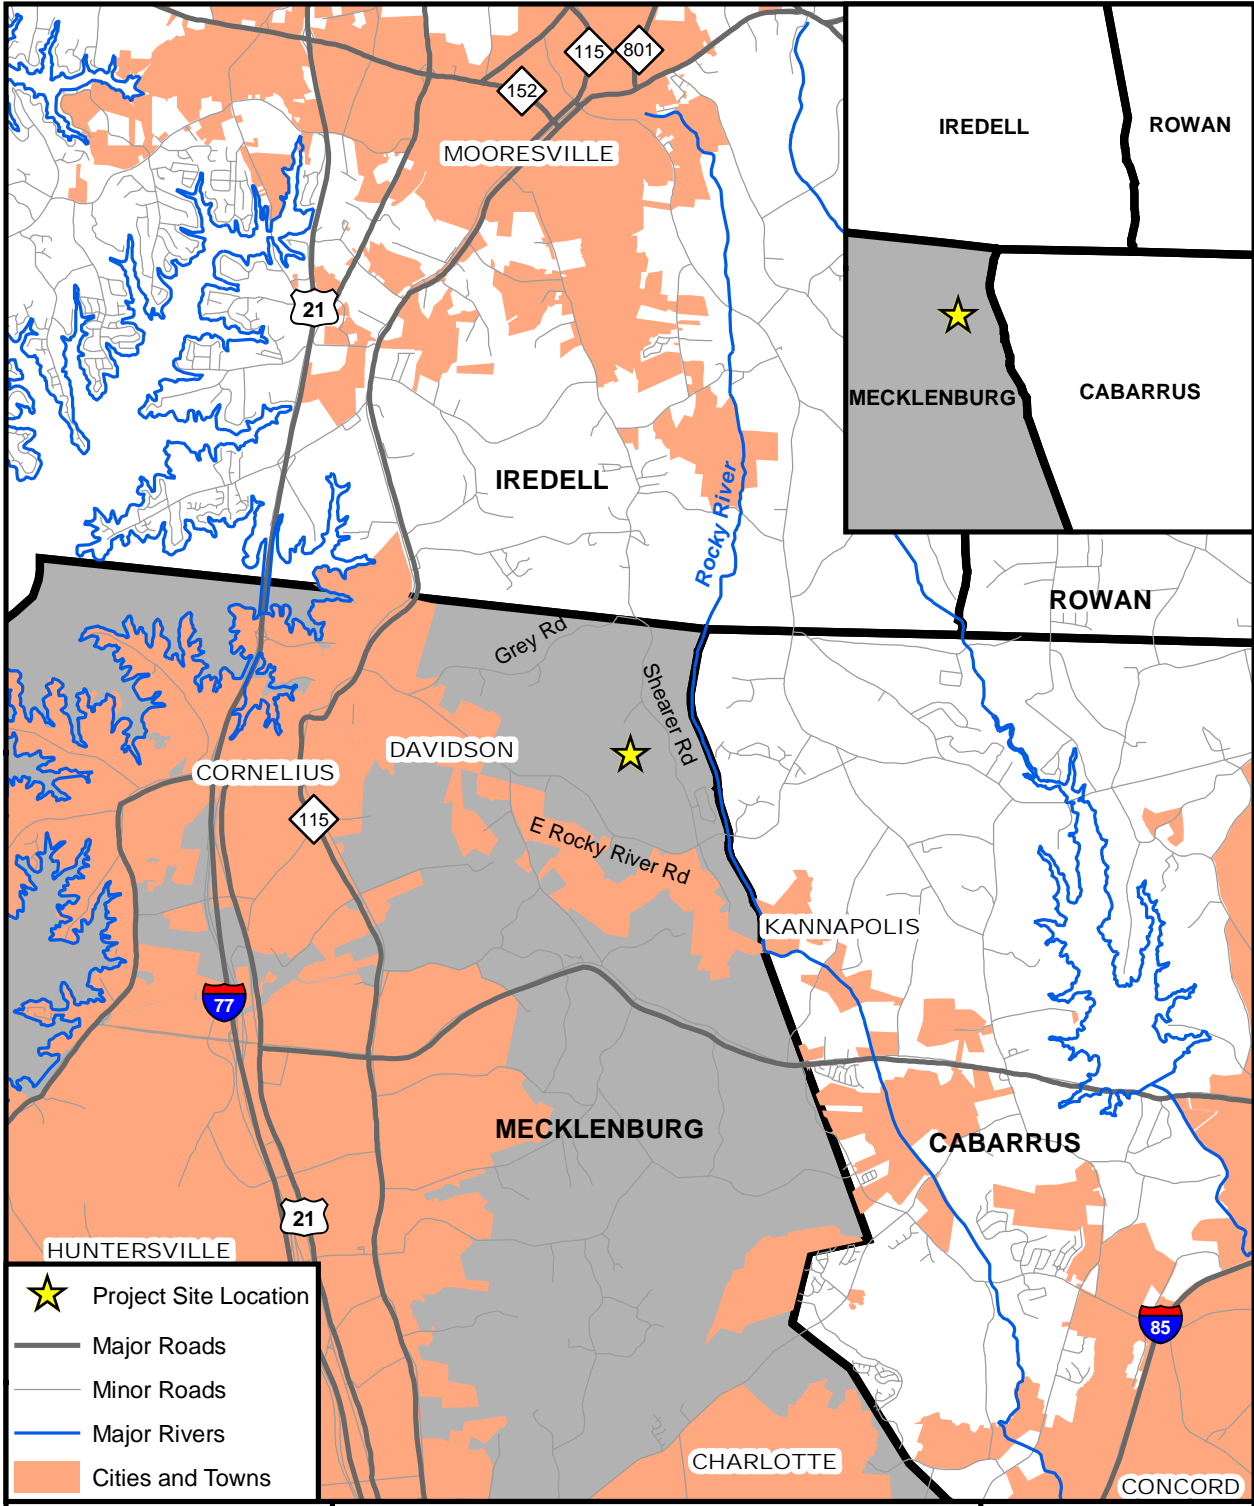 115
801
152
MOORESVILLE
IREDELL
ROWAN
21
MECKLENBURG
CABARRUS
IREDELL
Rocky River
ROWAN
Grey Rd
Shearer Rd
DAVIDSON
CORNELIUS
115
E Rocky River Rd
KANNAPOLIS
77
MECKLENBURG
CABARRUS
21
HUNTERSVILLE
85
Project Site Location
Major Roads
Minor Roads
Major Rivers
Cities and Towns
CHARLOTTE
CONCORD